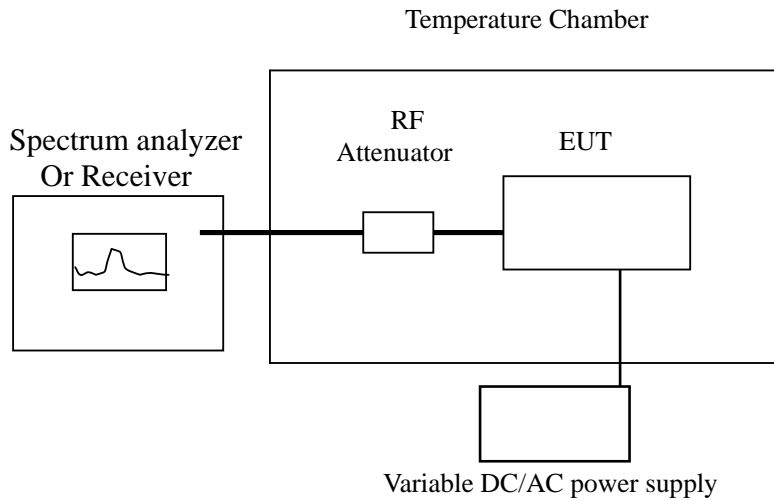 Temperature Chamber
RF
Attenuator
EUT
Spectrum analyzer
Or Receiver
Variable DC/AC power supply